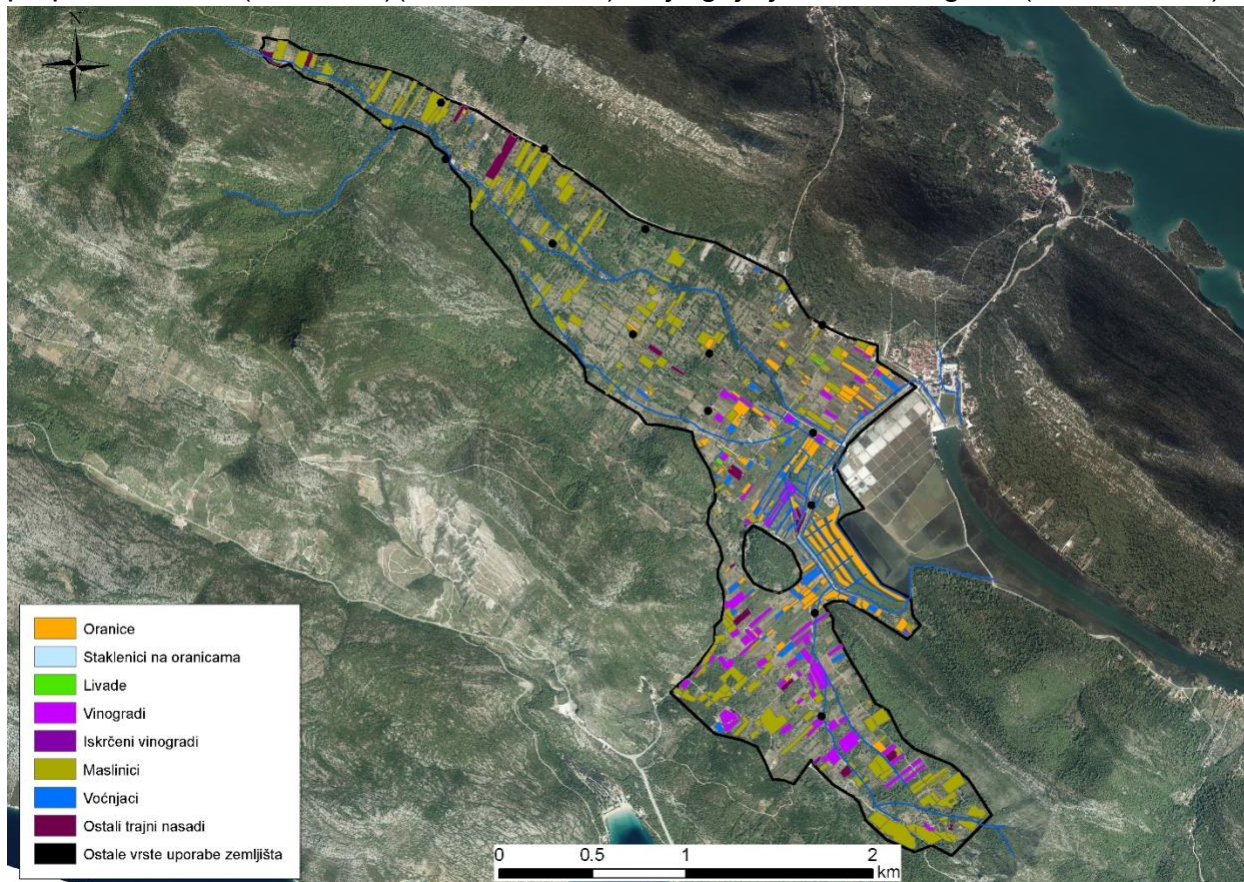 N
Oranice
Staklenici na oranicama
Livade
Vinogradi
Iskrčeni vinogradi
Maslinici
Voćnjaci
Ostali trajni nasadi
Ostale vrste uporabe zemljišta
0 0.5 1 2
km